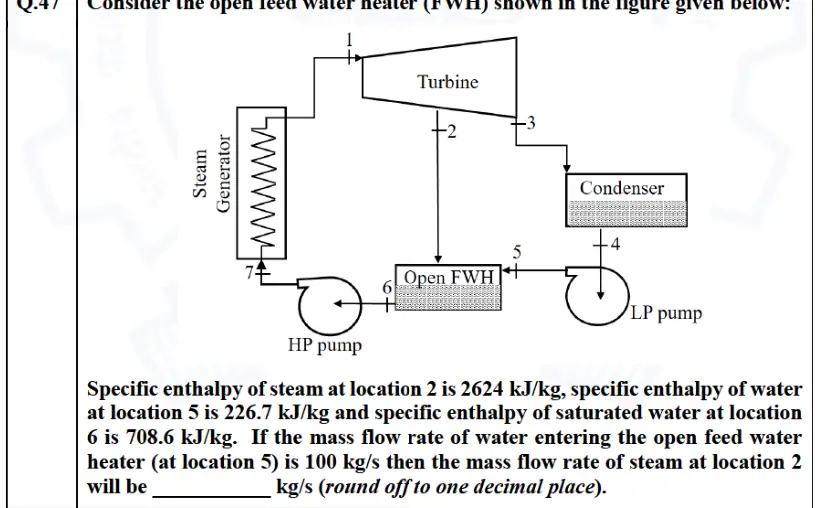 Q.47 Consider the open feed water heater (FWH) shown in the figure given below:
1
Turbine
2
3
Steam
Generator
Condenser
4
5
7
6
Open FWH
LP pump
HP pump
Specific enthalpy of steam at location 2 is 2624 kJ/kg, specific enthalpy of water
at location 5 is 226.7 kJ/kg and specific enthalpy of saturated water at location
6 is 708.6 kJ/kg. If the mass flow rate of water entering the open feed water
heater (at location 5) is 100 kg/s then the mass flow rate of steam at location 2
will be ____________ kg/s (round off to one decimal place).